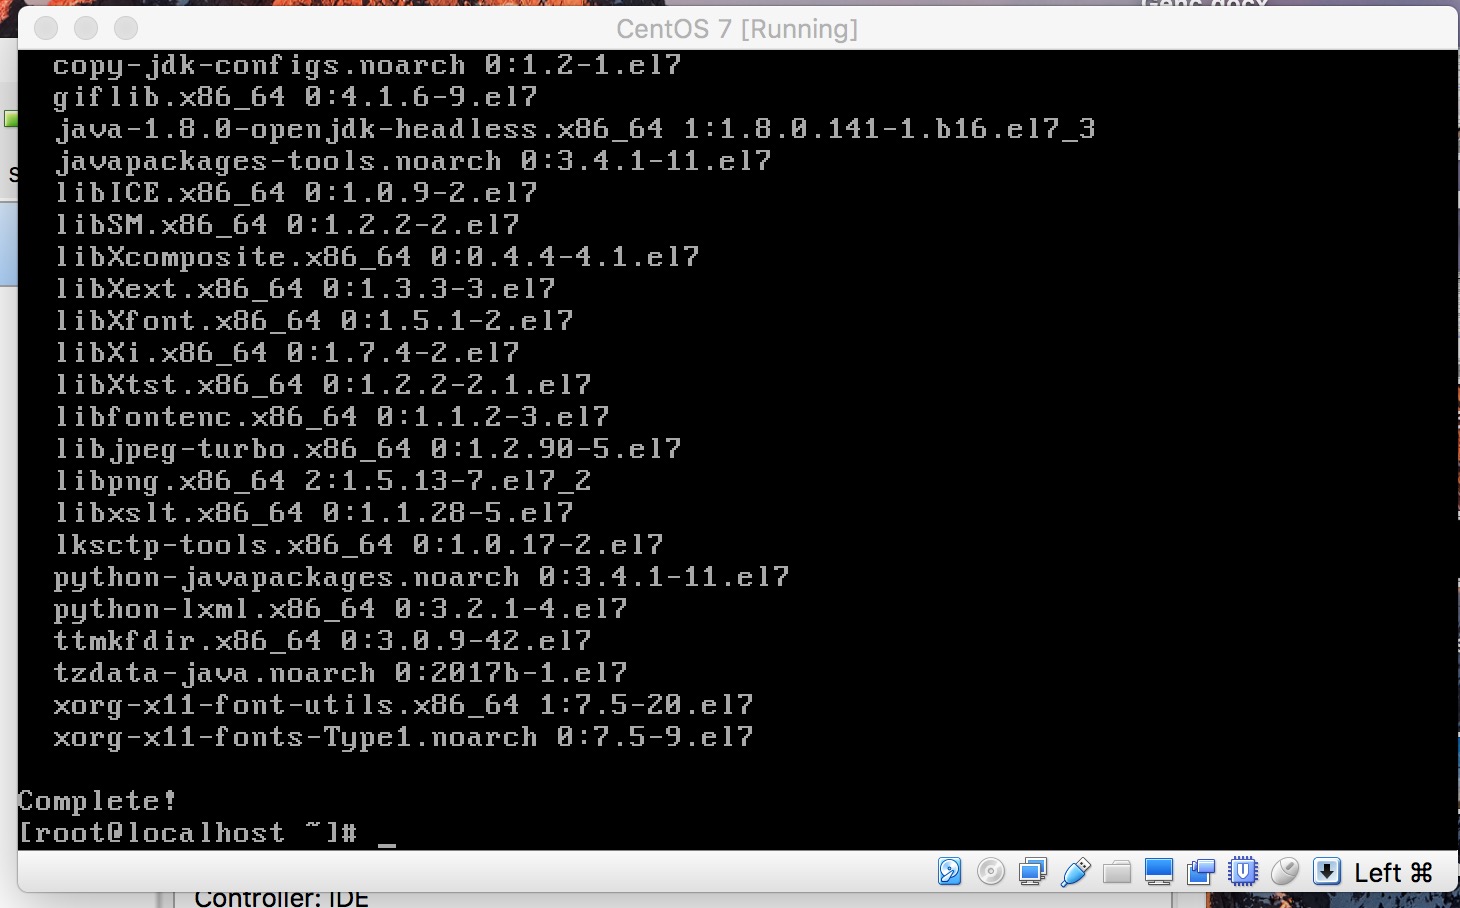 Genc.docx
CentOS 7 [Running]
copy-jdk-configs.noarch 0:1.2-1.el7
giflib.x86_64 0:4.1.6-9.el7
java-1.8.0-openjdk-headless.x86_64 1:1.8.0.141-1.b16.el7_3
javapackages-tools.noarch 0:3.4.1-11.el7
libICE.x86_64 0:1.0.9-2.el7
libSM.x86_64 0:1.2.2-2.el7
libXcomposite.x86_64 0:0.4.4-4.1.el7
libXext.x86_64 0:1.3.3-3.el7
libXfont.x86_64 0:1.5.1-2.el7
libXi.x86_64 0:1.7.4-2.el7
libXtst.x86_64 0:1.2.2-2.1.el7
libfontenc.x86_64 0:1.1.2-3.el7
libjpeg-turbo.x86_64 0:1.2.90-5.el7
libpng.x86_64 2:1.5.13-7.el7_2
libxslt.x86_64 0:1.1.28-5.el7
lksctp-tools.x86_64 0:1.0.17-2.el7
python-javapackages.noarch 0:3.4.1-11.el7
python-lxml.x86_64 0:3.2.1-4.el7
ttmkfdir.x86_64 0:3.0.9-42.el7
tzdata-java.noarch 0:2017b-1.el7
xorg-x11-font-utils.x86_64 1:7.5-20.el7
xorg-x11-fonts-Type1.noarch 0:7.5-9.el7
Complete!
[root@localhost ~]# _
Left ⌘
Controller: IDE